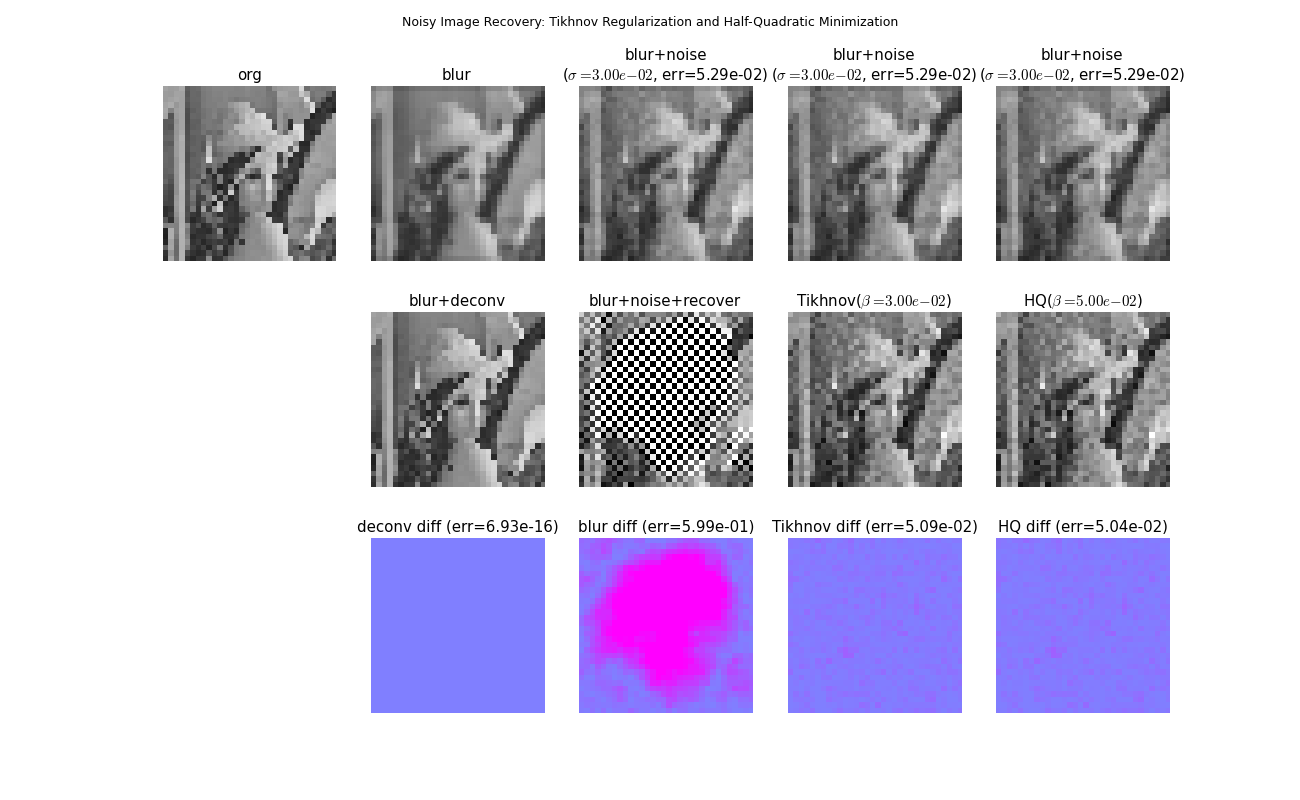 Noisy Image Recovery: Tikhnov Regularization and Half-Quadratic Minimization
org
blur
blur+noise
(σ=3.00e−02, err=5.29e-02)
blur+noise
(σ=3.00e−02, err=5.29e-02)
blur+noise
(σ=3.00e−02, err=5.29e-02)
blur+deconv
blur+noise+recover
Tikhnov(β=3.00e−02)
HQ(β=5.00e−02)
deconv diff (err=6.93e-16)
blur diff (err=5.99e-01)
Tikhnov diff (err=5.09e-02)
HQ diff (err=5.04e-02)